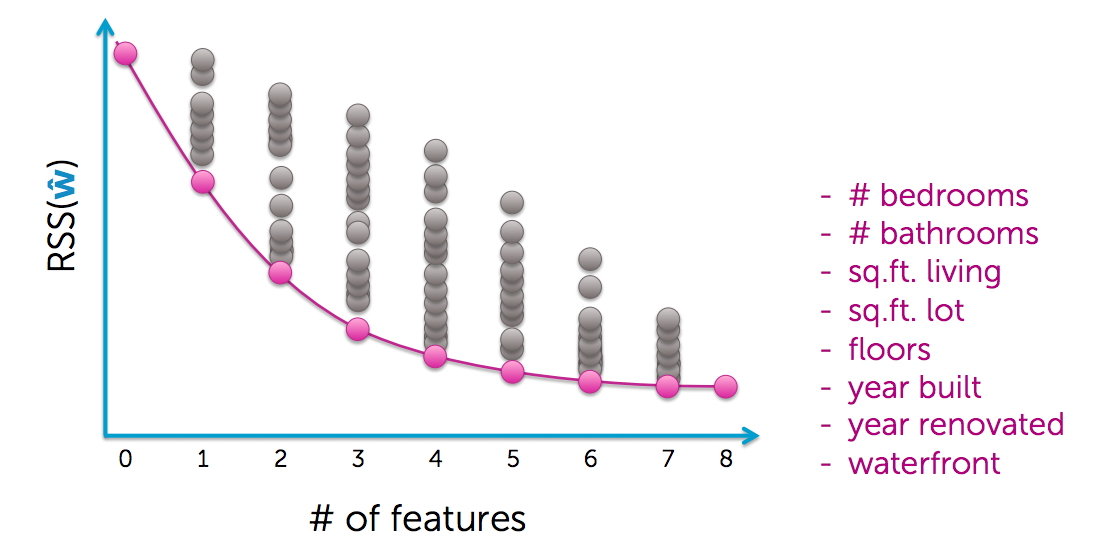 RSS(ŵ)
0 1 2 3 4 5 6 7 8
# of features
- # bedrooms
- # bathrooms
- sq.ft. living
- sq.ft. lot
- floors
- year built
- year renovated
- waterfront